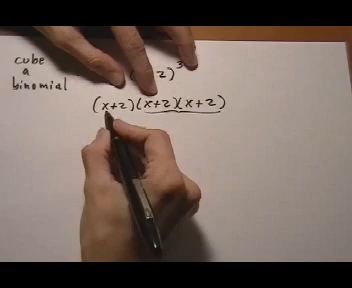 cube
a
binomial
2)³
(x+2)(x+2)(x+2)